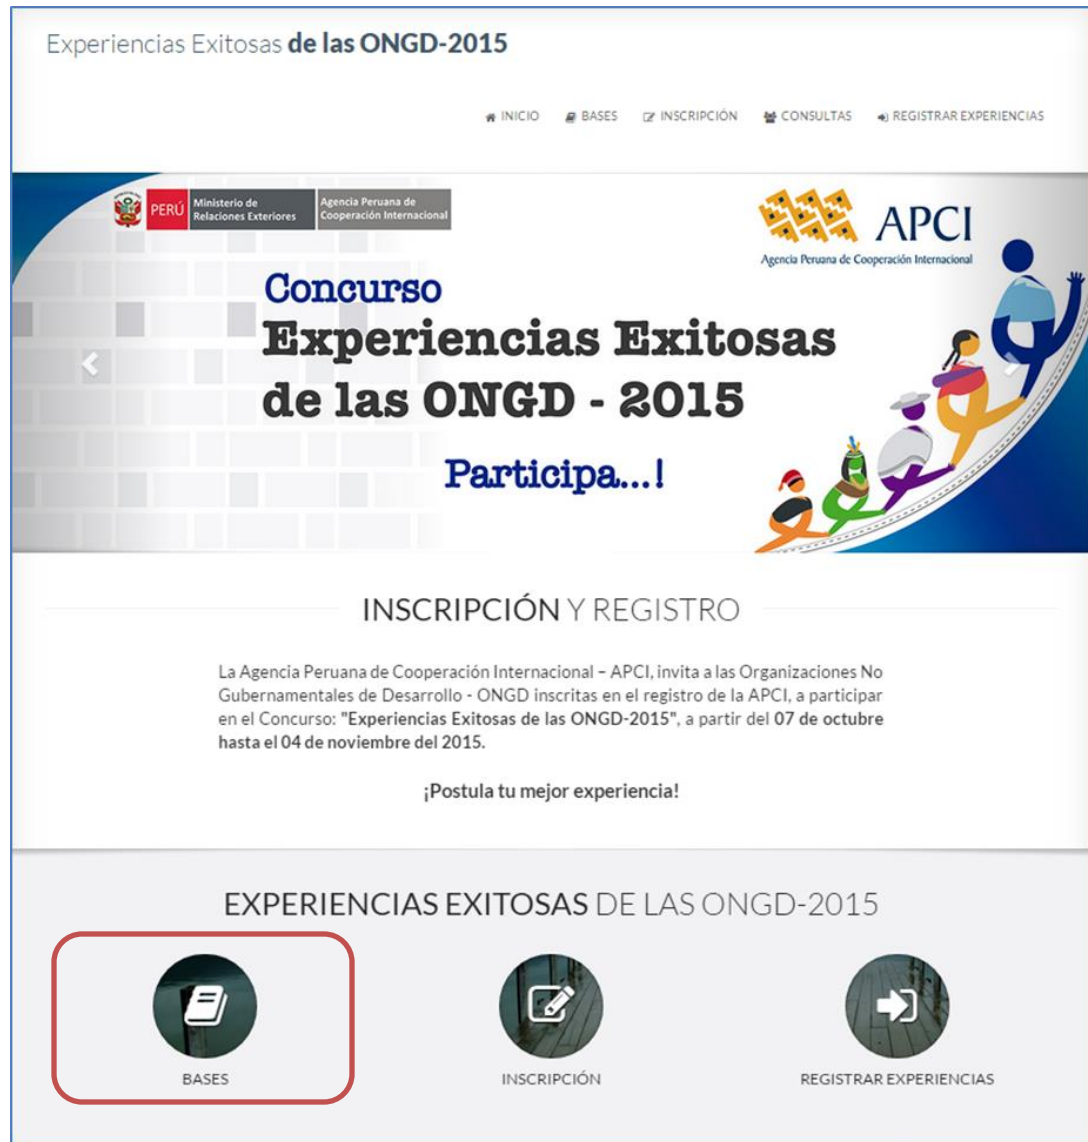 Experiencias Exitosas de las ONGD-2015
INICIO BASES INSCRIPCIÓN CONSULTAS REGISTRAR EXPERIENCIAS
PERÚ
Ministerio de
Relaciones Exteriores
Agencia Peruana de
Cooperación Internacional
APCI
Agencia Peruana de Cooperación Internacional
Concurso
Experiencias Exitosas
de las ONGD - 2015
Participa...!
INSCRIPCIÓN Y REGISTRO
La Agencia Peruana de Cooperación Internacional – APCI, invita a las Organizaciones No
Gubernamentales de Desarrollo - ONGD inscritas en el registro de la APCI, a participar
en el Concurso: "Experiencias Exitosas de las ONGD-2015", a partir del 07 de octubre
hasta el 04 de noviembre del 2015.
¡Postula tu mejor experiencia!
EXPERIENCIAS EXITOSAS DE LAS ONGD-2015
BASES INSCRIPCIÓN REGISTRAR EXPERIENCIAS